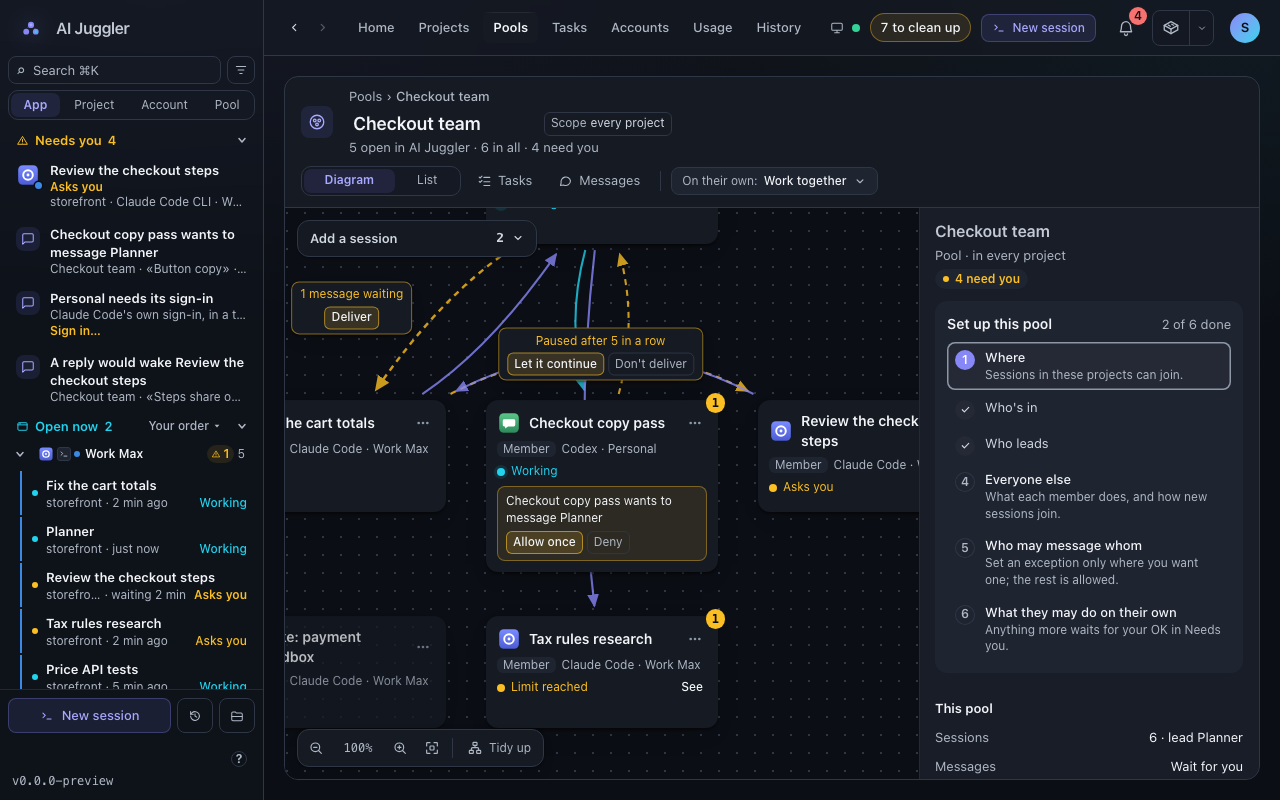 AI Juggler
Search ⌘K
App Project Account Pool
Needs you 4
Review the checkout steps
Asks you
storefront · Claude Code CLI · W…
Checkout copy pass wants to
message Planner
Checkout team · «Button copy» ·…
Personal needs its sign-in
Claude Code's own sign-in, in a t…
Sign in…
A reply would wake Review the
checkout steps
Checkout team · «Steps share o…
Open now 2 Your order
Work Max 1 5
Fix the cart totals
storefront · 2 min ago Working
Planner
storefront · just now Working
Review the checkout steps
storefro… · waiting 2 min Asks you
Tax rules research
storefront · 2 min ago Asks you
Price API tests
storefront · 5 min ago Working
New session
?
v0.0.0-preview
Home Projects Pools Tasks Accounts Usage History
7 to clean up
New session
4
S
Pools › Checkout team
Checkout team
Scope every project
5 open in AI Juggler · 6 in all · 4 need you
Diagram List Tasks Messages
On their own: Work together
Add a session 2
1 message waiting
Deliver
Paused after 5 in a row
Let it continue Don't deliver
he cart totals
Claude Code · Work Max
1
Checkout copy pass
Member Codex · Personal
Working
Checkout copy pass wants to
message Planner
Allow once Deny
Review the check
steps
Member Claude Code ·
Asks you
: payment
dbox
Claude Code · Work Max
1
Tax rules research
Member Claude Code · Work Max
Limit reached See
100% Tidy up
Checkout team
Pool · in every project
4 need you
Set up this pool 2 of 6 done
1 Where
Sessions in these projects can join.
Who's in
Who leads
4 Everyone else
What each member does, and how new
sessions join.
5 Who may message whom
Set an exception only where you want
one; the rest is allowed.
6 What they may do on their own
Anything more waits for your OK in Needs
you.
This pool
Sessions 6 · lead Planner
Messages Wait for you